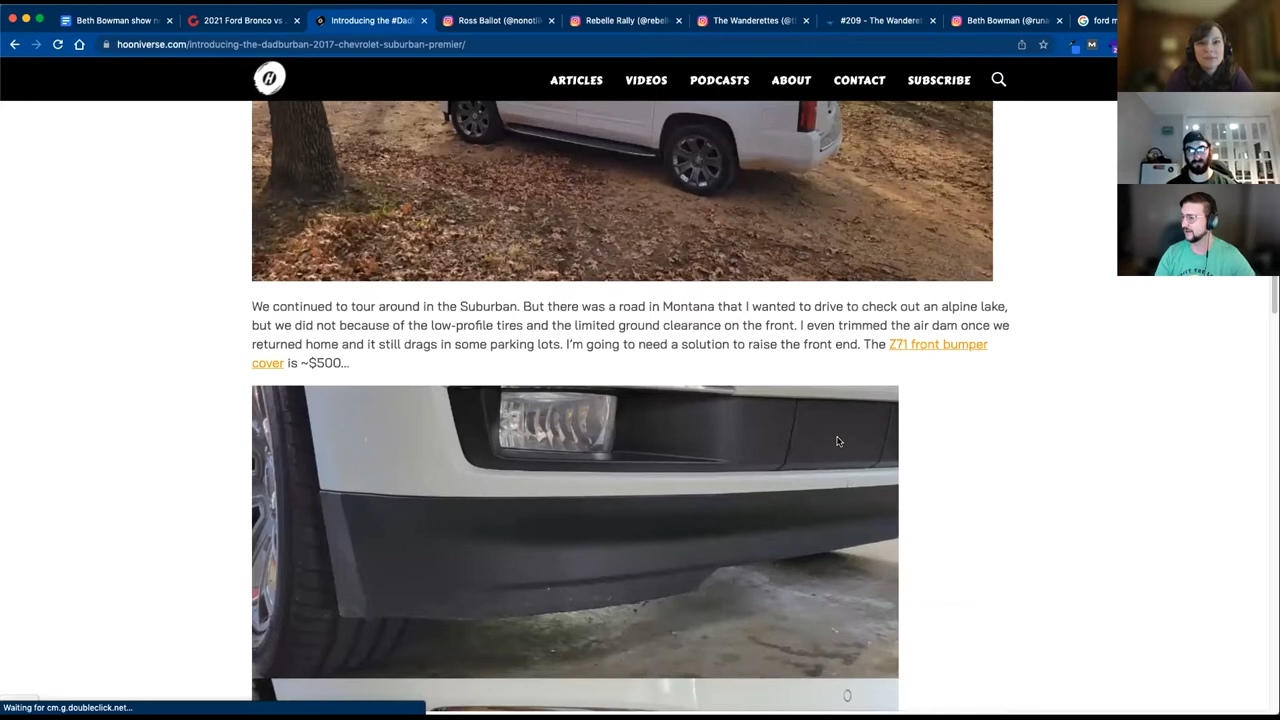 Beth Bowman show n
2021 Ford Bronco vs
Introducing the #Dad
Ross Ballot (@nonoti
Rebelle Rally (@rebel
The Wanderettes (@t
#209 - The Wandere
Beth Bowman (@runa
ford m
hooniverse.com/introducing-the-dadburban-2017-chevrolet-suburban-premier/
ARTICLES
VIDEOS
PODCASTS
ABOUT
CONTACT
SUBSCRIBE
We continued to tour around in the Suburban. But there was a road in Montana that I wanted to drive to check out an alpine lake,
but we did not because of the low-profile tires and the limited ground clearance on the front. I even trimmed the air dam once we
returned home and it still drags in some parking lots. I'm going to need a solution to raise the front end. The Z71 front bumper
cover is ~$500...
Waiting for cm.g.doubleclick.net...